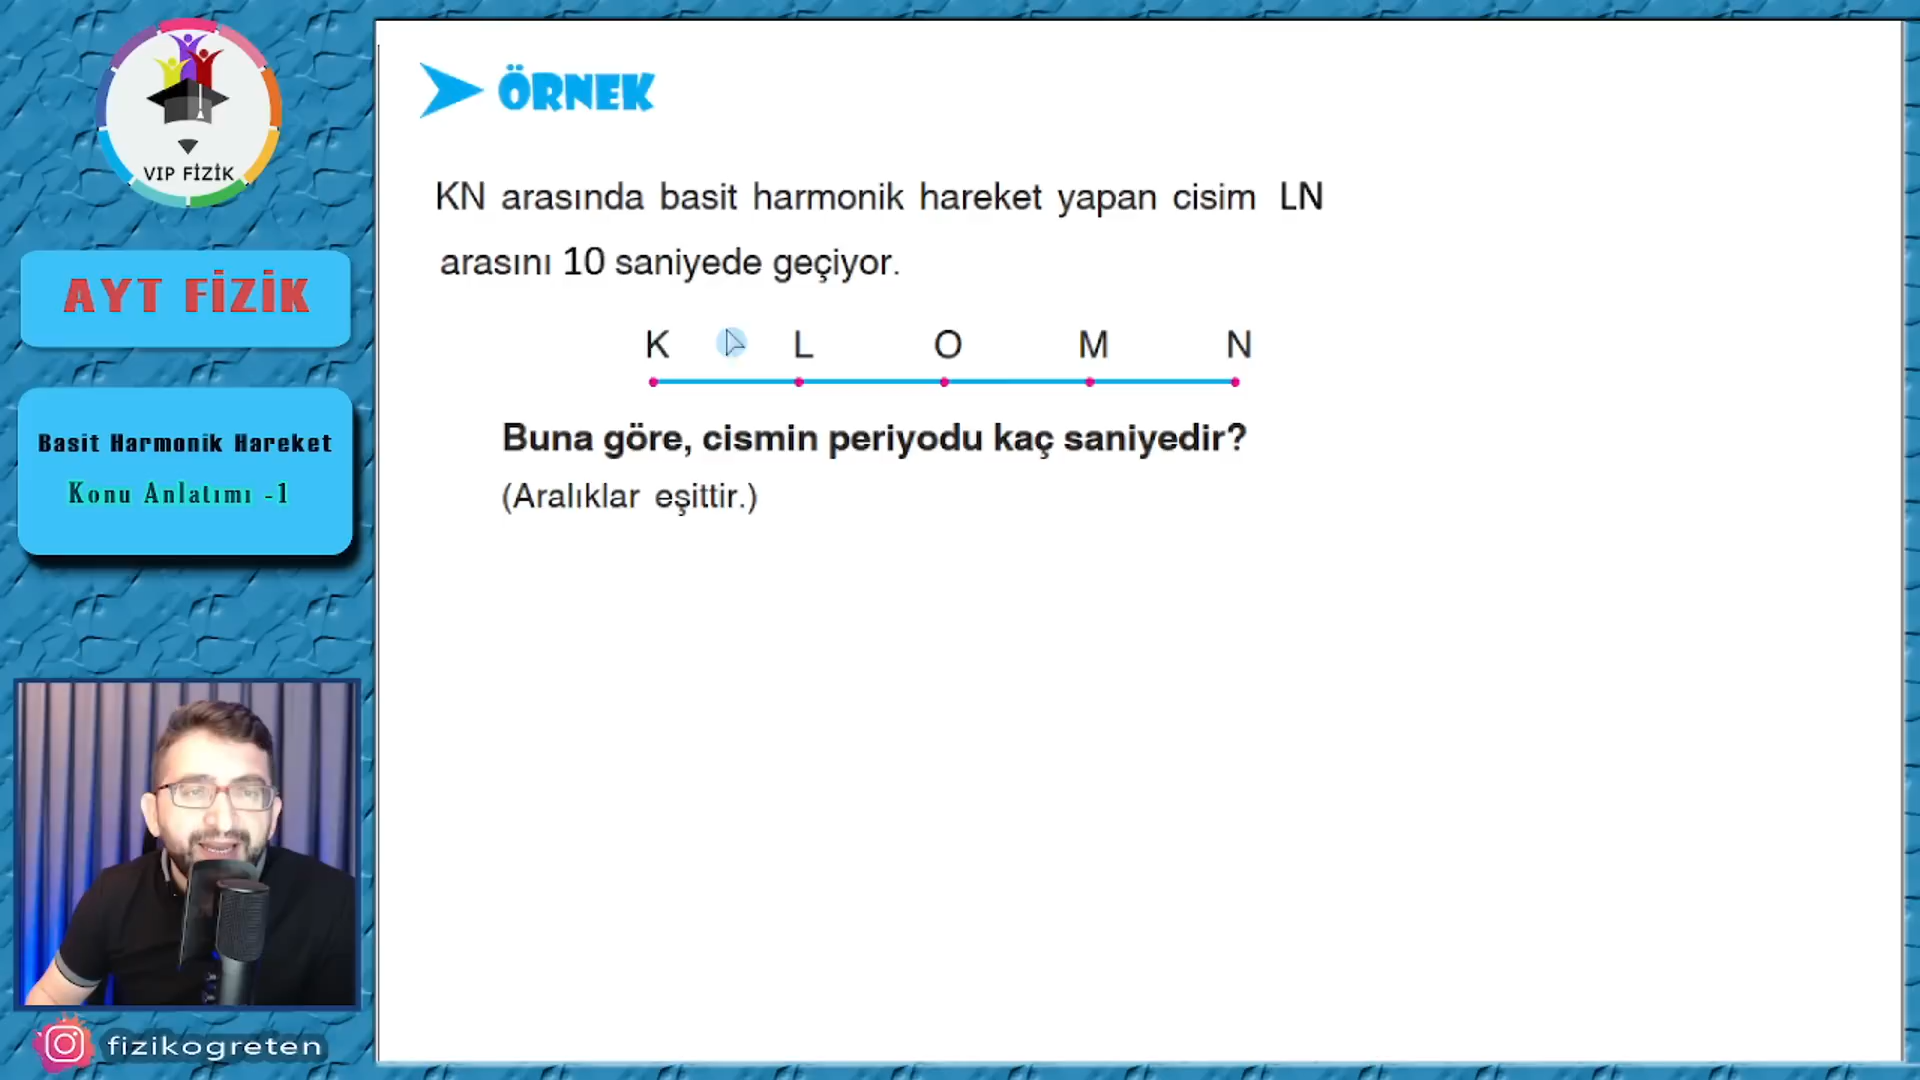 VIP FİZİK
AYT FİZİK
Basit Harmonik Hareket
Konu Anlatımı -1
fizikogreten
ÖRNEK
KN arasında basit harmonik hareket yapan cisim LN
arasını 10 saniyede geçiyor.
K L O M N
Buna göre, cismin periyodu kaç saniyedir?
(Aralıklar eşittir.)